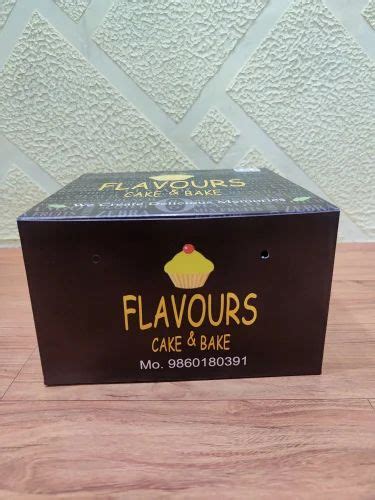 FLAVOURS
CAKE & BAKE
We Create Delicious Memories
FLAVOURS
CAKE & BAKE
Mo. 9860180391